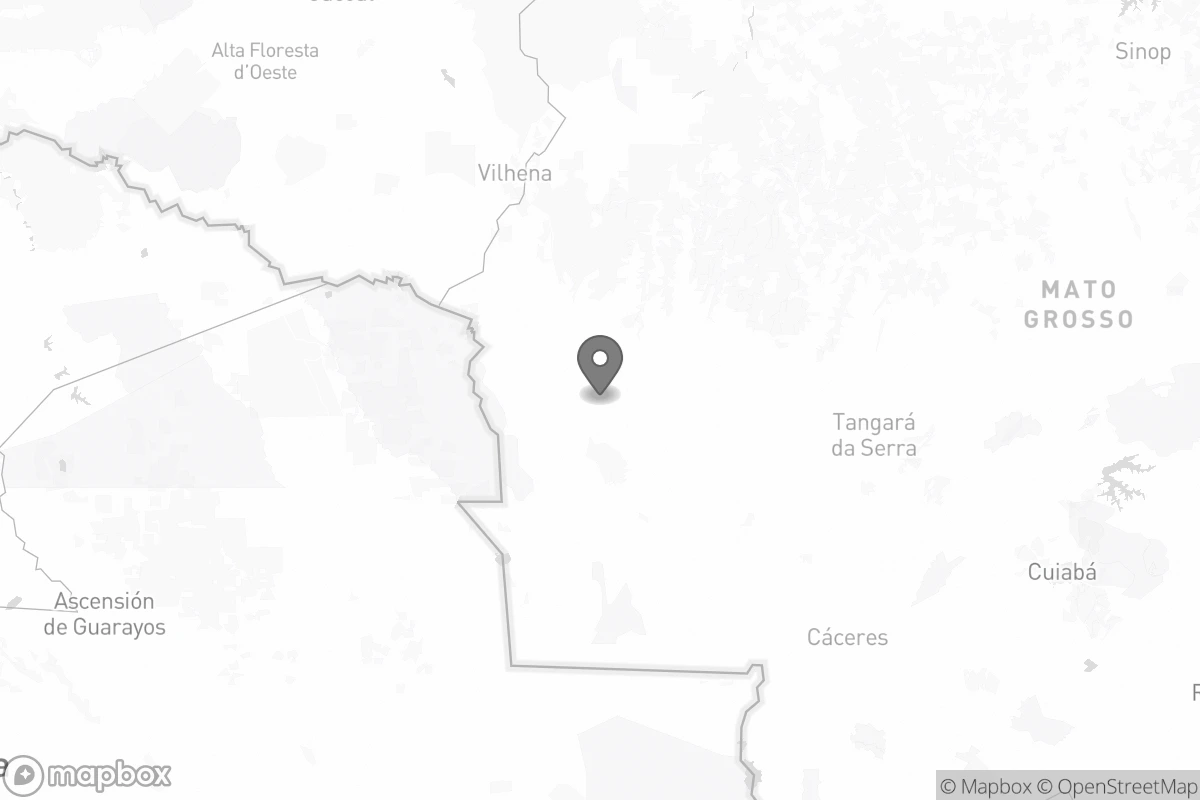 Alta Floresta
d'Oeste
Sinop
Vilhena
MATO
GROSSO
Tangará
da Serra
Cuiabá
Ascensión
de Guarayos
Cáceres
mapbox
© Mapbox © OpenStreetMap